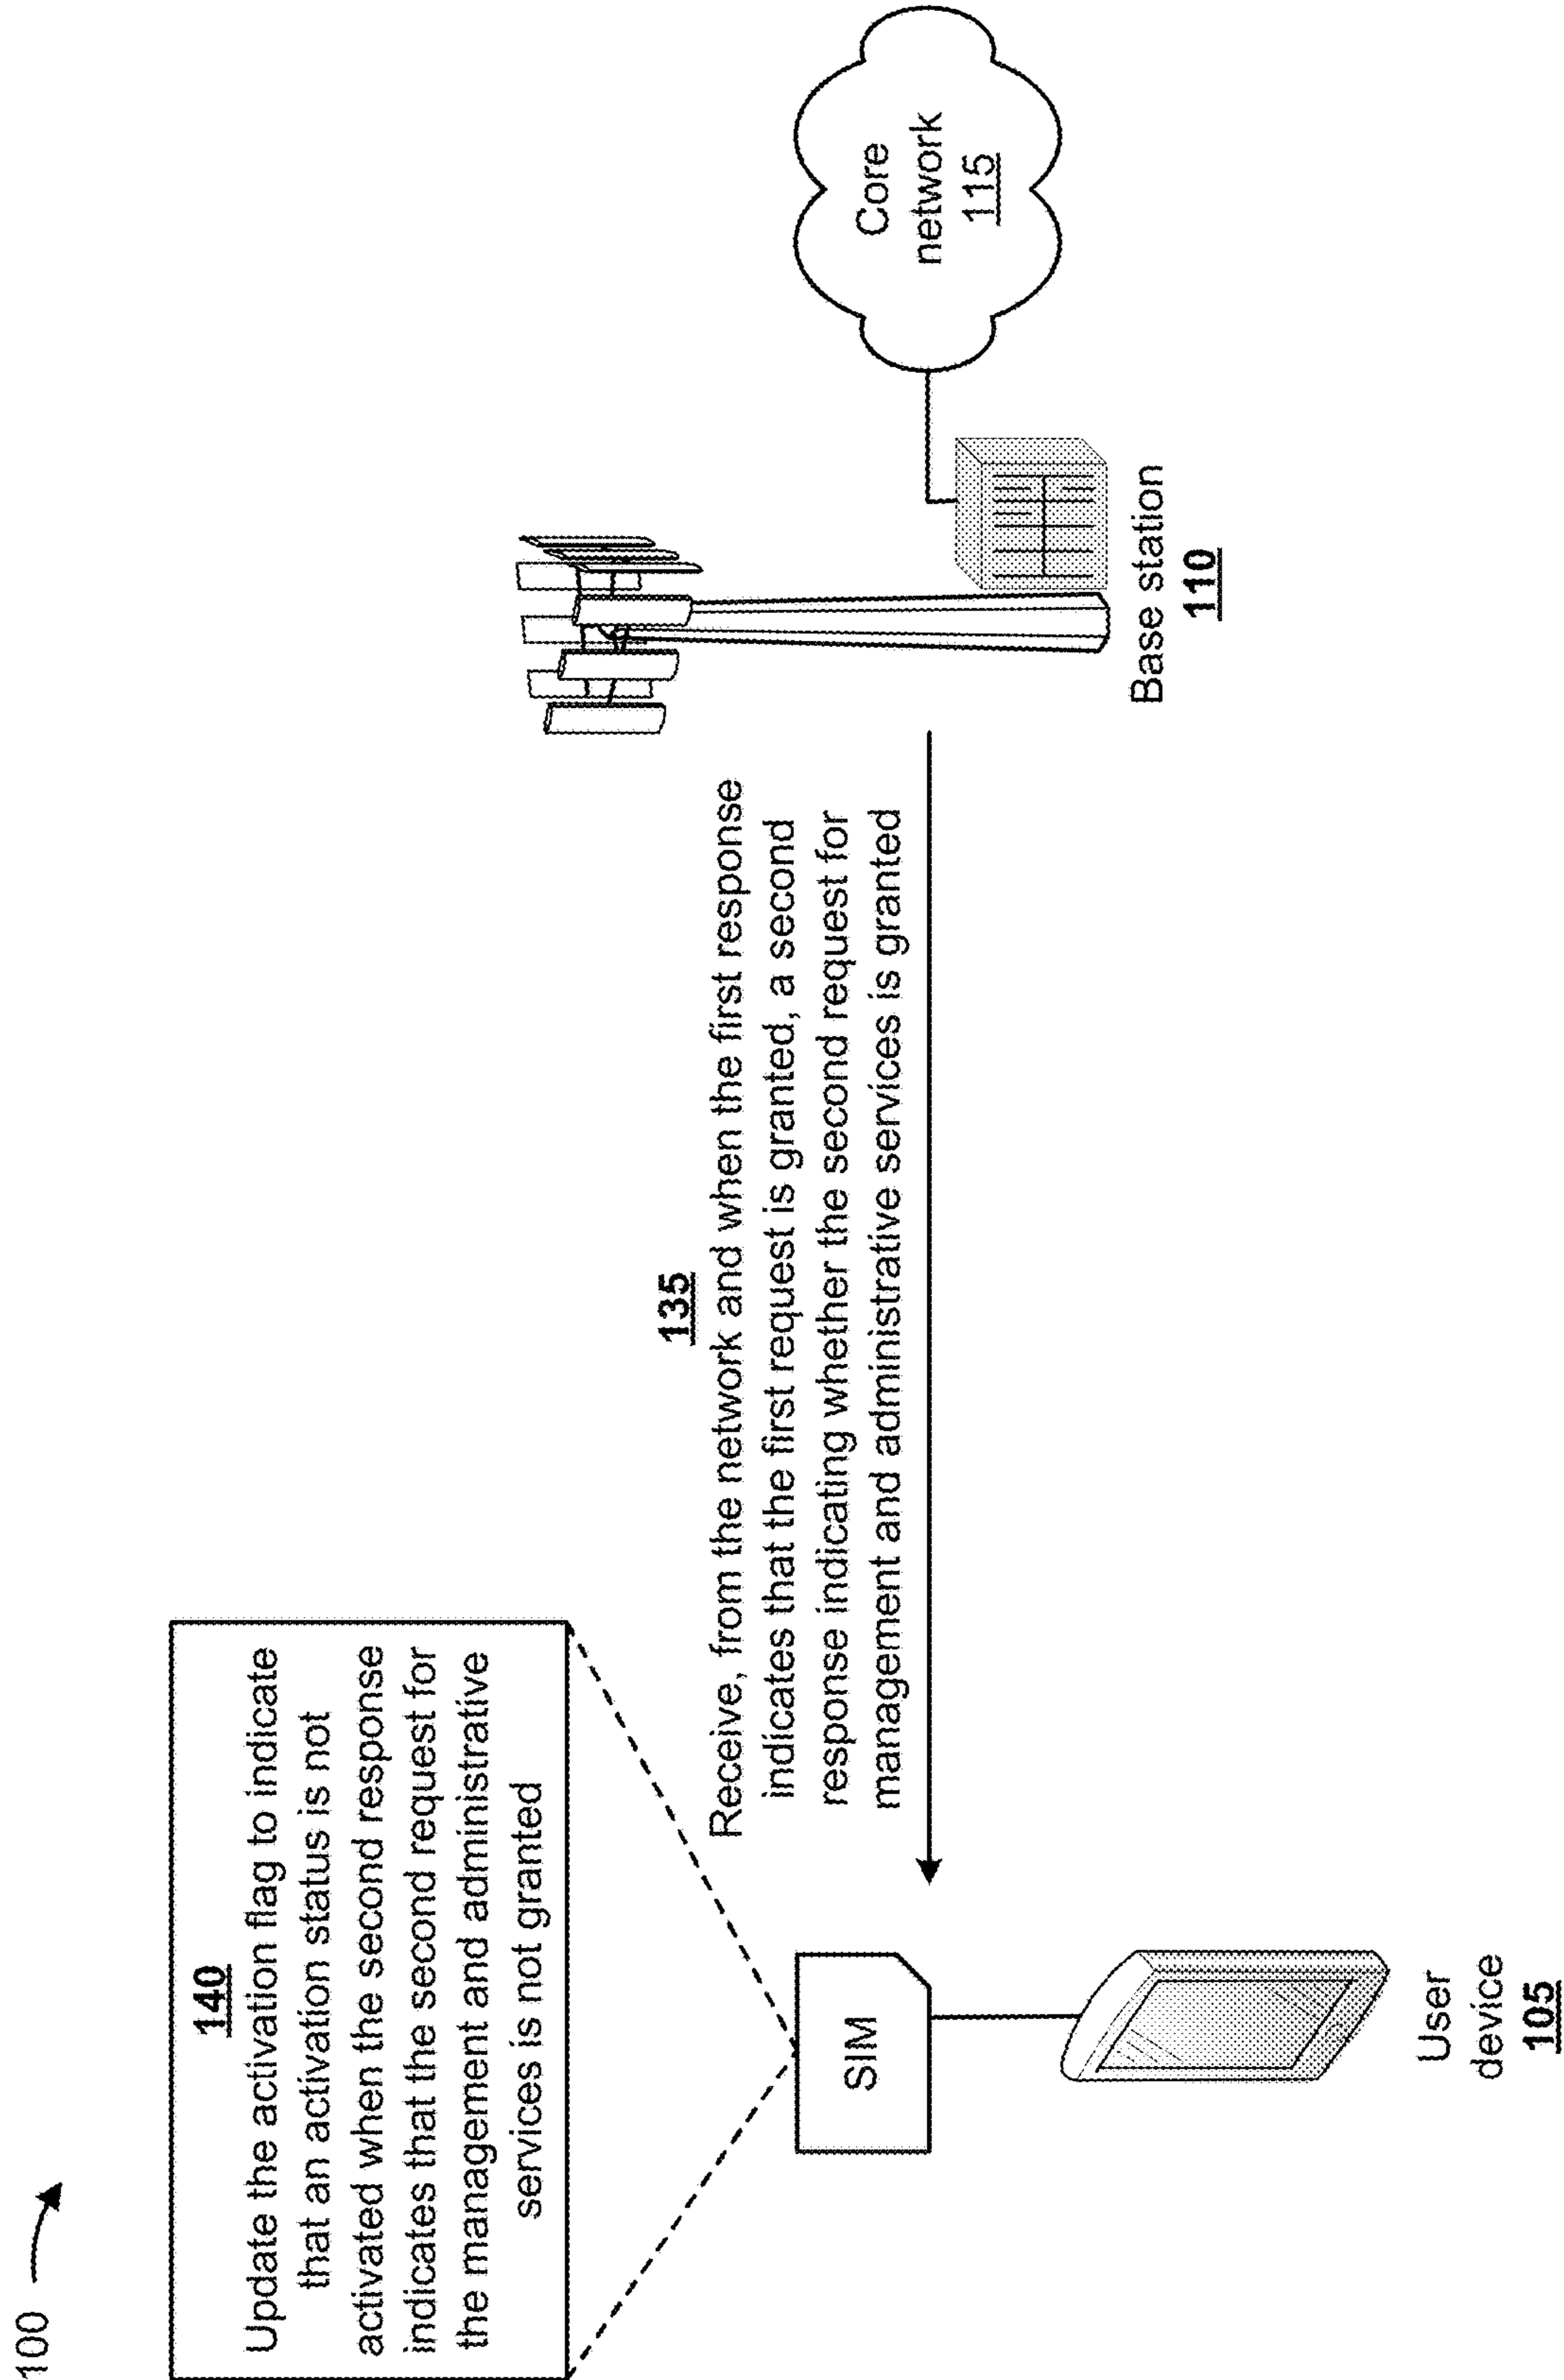 100
140
Update the activation flag to indicate
that an activation status is not
activated when the second response
indicates that the second request for
the management and administrative
services is not granted
135
Receive, from the network and when the first response
indicates that the first request is granted, a second
response indicating whether the second request for
management and administrative services is granted
SIM
User
device
105
Base station
110
Core
network
115